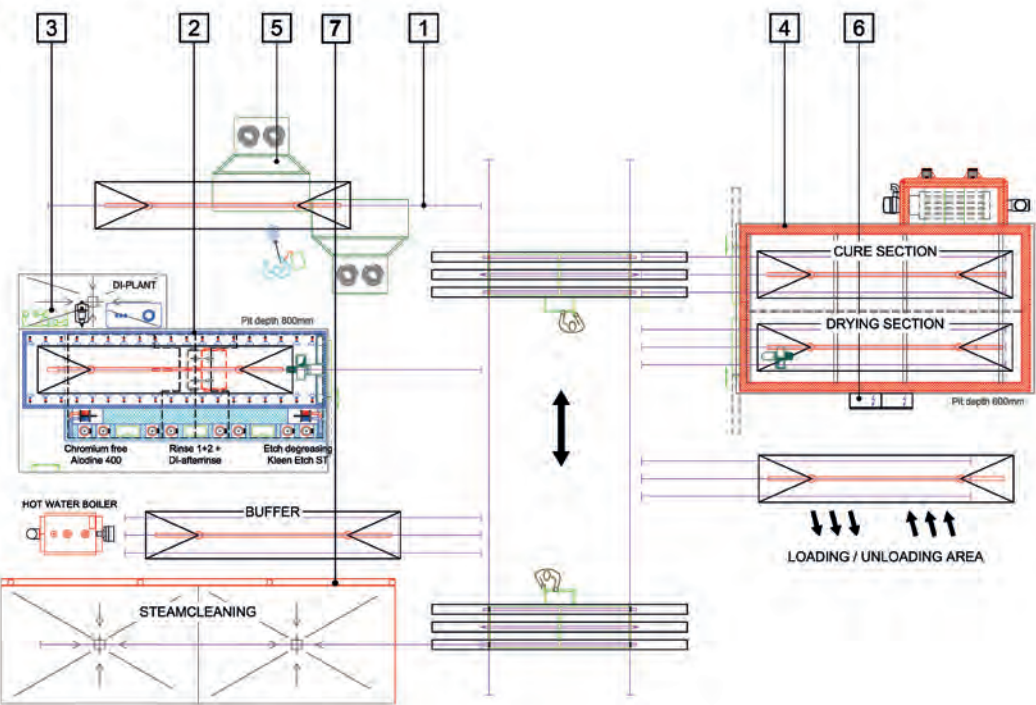 3
2
5
7
1
4
6
CURE SECTION
DI-PLANT
Pit depth 800mm
DRYING SECTION
Pit depth 600mm
Chromium free
Alodine 400
Rinse 1+2 +
DI-afterrinse
Etch degreasing
Kleen Etch ST
HOT WATER BOILER
BUFFER
LOADING / UNLOADING AREA
STEAMCLEANING